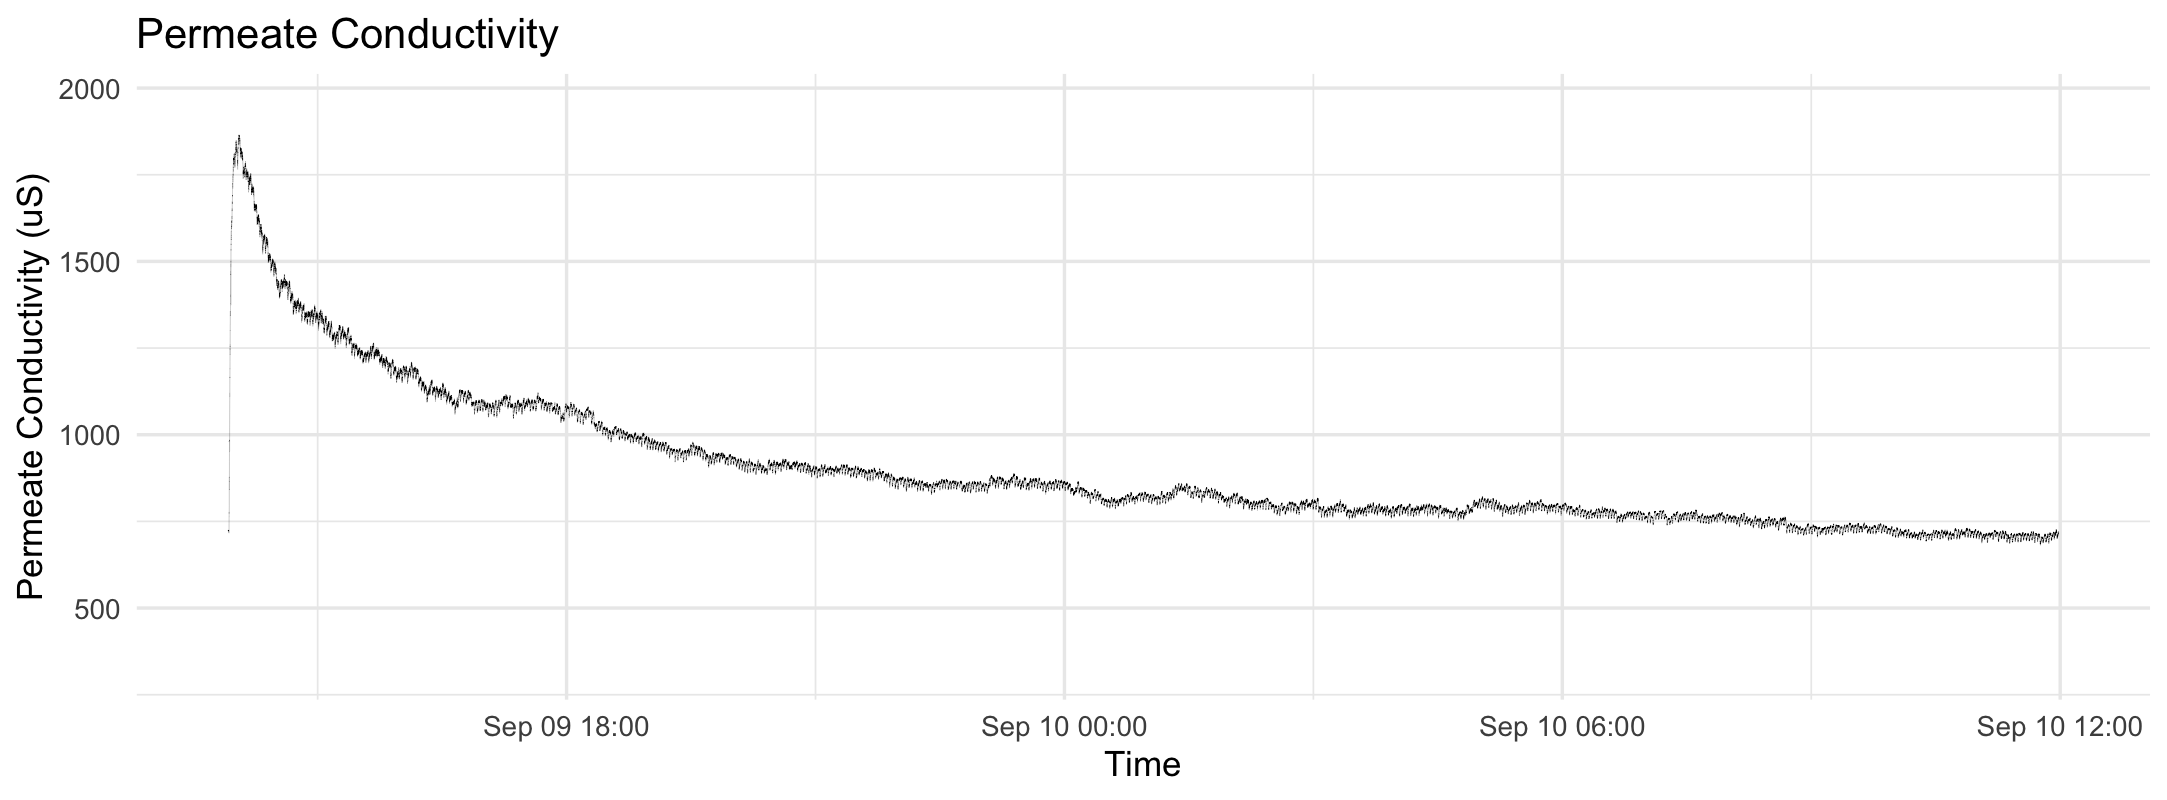 Permeate Conductivity
Permeate Conductivity (uS)
2000
1500
1000
500
Sep 09 18:00
Sep 10 00:00
Sep 10 06:00
Sep 10 12:00
Time